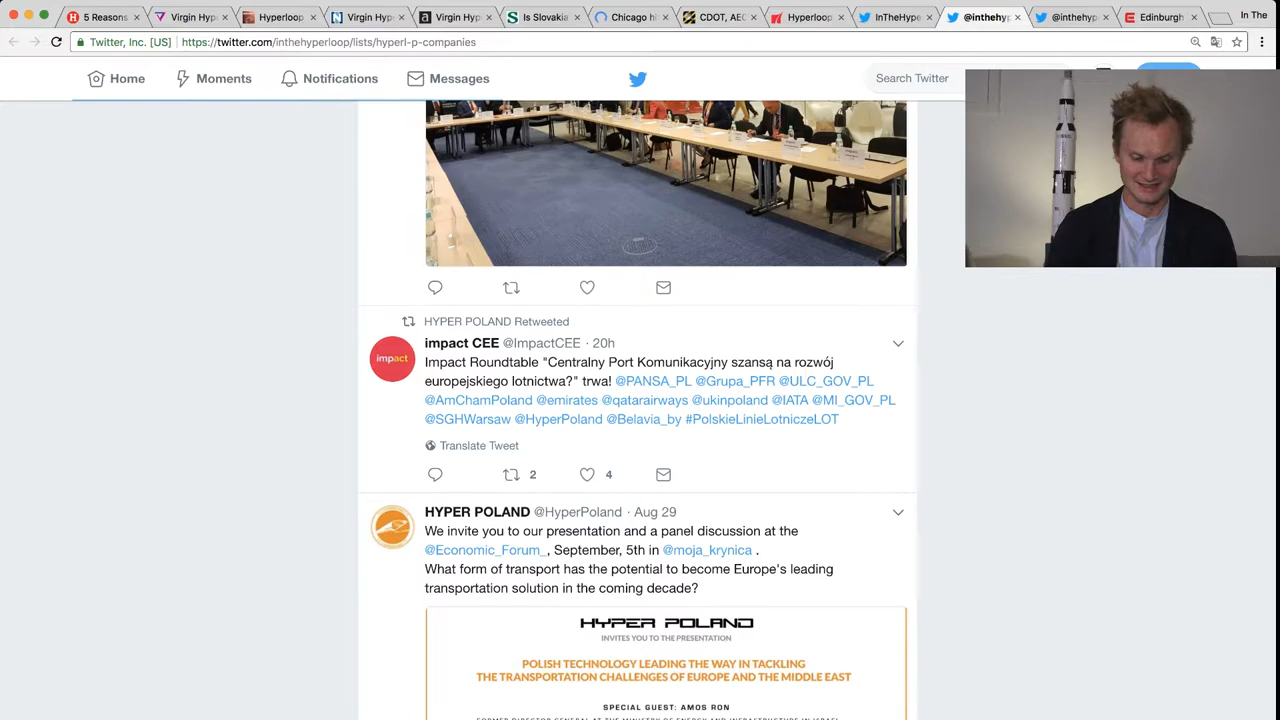 5 Reasons
Virgin Hype
Hyperloop
Virgin Hyp
Virgin Hyp
Is Slovakia
Chicago hi
CDOT, AEC
Hyperloop
InTheHype
@inthehyp
@inthehyp
Edinburgh
In The
Twitter, Inc. [US]
https://twitter.com/inthehyperloop/lists/hyperl-p-companies
Home
Moments
Notifications
Messages
Search Twitter
HYPER POLAND Retweeted
impact
impact CEE @ImpactCEE · 20h
Impact Roundtable "Centralny Port Komunikacyjny szansą na rozwój
europejskiego lotnictwa?" trwa! @PANSA_PL @Grupa_PFR @ULC_GOV_PL
@AmChamPoland @emirates @qatarairways @ukinpoland @IATA @MI_GOV_PL
@SGHWarsaw @HyperPoland @Belavia_by #PolskieLinieLotniczeLOT
Translate Tweet
2
4
HYPER POLAND @HyperPoland · Aug 29
We invite you to our presentation and a panel discussion at the
@Economic_Forum_, September, 5th in @moja_krynica .
What form of transport has the potential to become Europe's leading
transportation solution in the coming decade?
HYPER POLAND
INVITES YOU TO THE PRESENTATION
POLISH TECHNOLOGY LEADING THE WAY IN TACKLING
THE TRANSPORTATION CHALLENGES OF EUROPE AND THE MIDDLE EAST
SPECIAL GUEST: AMOS RON